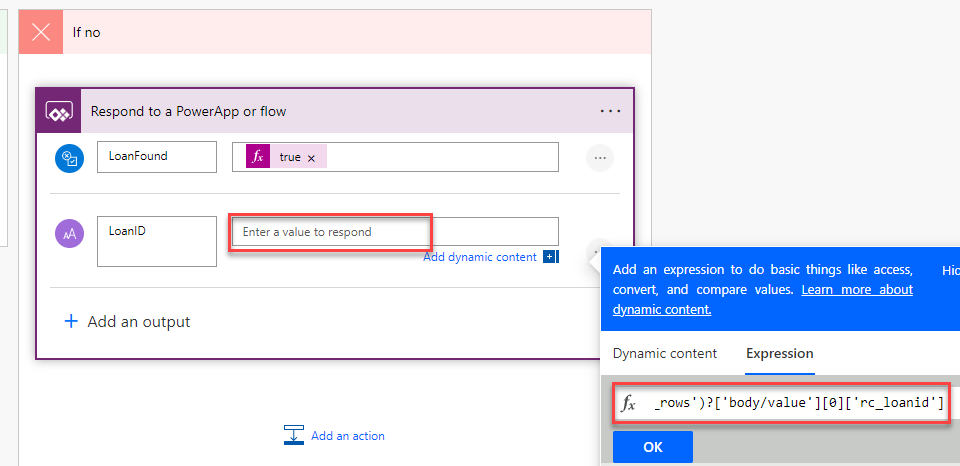 If no
Respond to a PowerApp or flow
LoanFound
fx true ×
LoanID
Enter a value to respond
Add dynamic content
Add an output
Add an action
Add an expression to do basic things like access,
convert, and compare values. Learn more about
dynamic content.
Hid
Dynamic content
Expression
fx _rows')?['body/value'][0]['rc_loanid']
OK